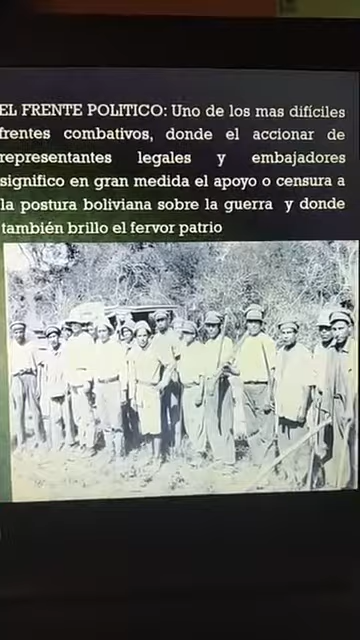 EL FRENTE POLITICO: Uno de los mas difíciles
frentes combativos, donde el accionar de
representantes legales y embajadores
significo en gran medida el apoyo o censura a
la postura boliviana sobre la guerra y donde
también brillo el fervor patrio